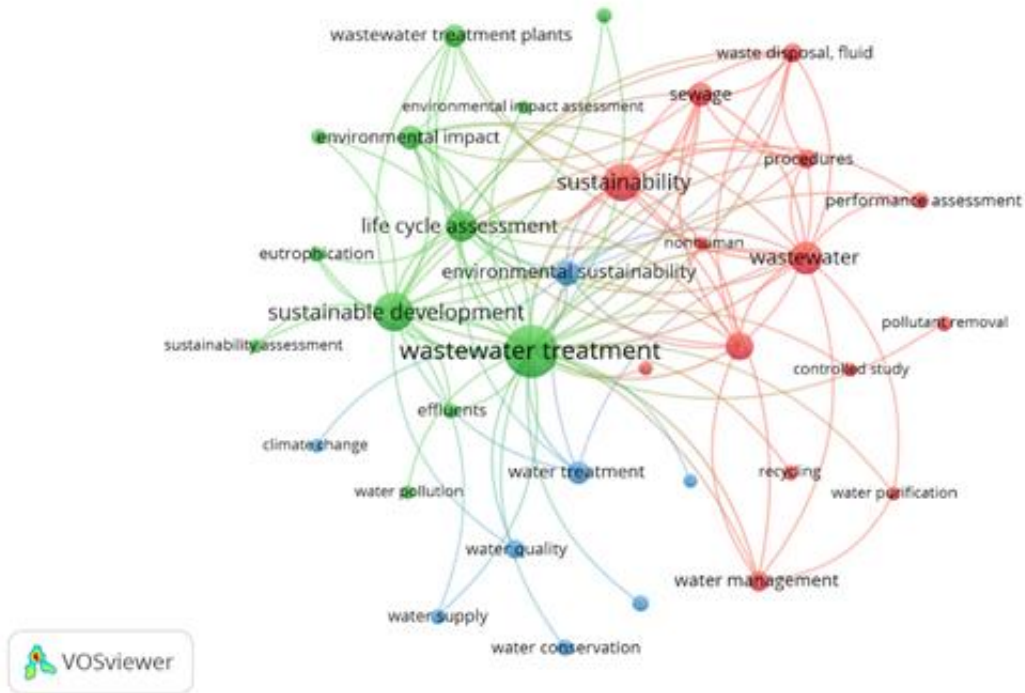 wastewater treatment plants
waste disposal, fluid
sewage
environmental impact assessment
environmental impact
procedures
sustainability
performance assessment
life cycle assessment
nonhuman
eutrophication
wastewater
environmental sustainability
sustainable development
pollutant removal
sustainability assessment
wastewater treatment
controlled study
effluents
climate change
water treatment
recycling
water pollution
water purification
water quality
water management
water supply
water conservation
VOSviewer